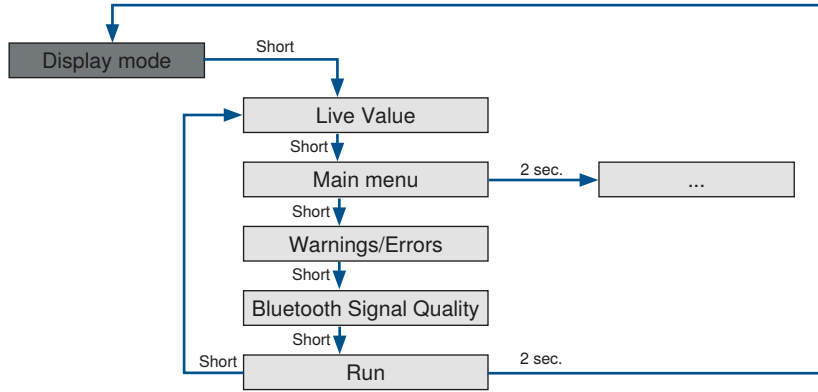 Display mode
Short
Live Value
Short
Main menu
2 sec.
...
Short
Warnings/Errors
Short
Bluetooth Signal Quality
Short
Short
Run
2 sec.